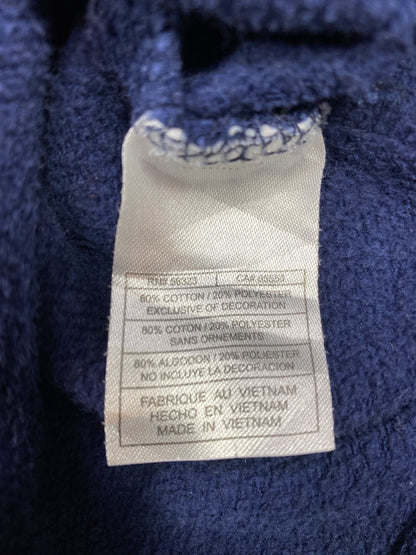 RN# 56323 CA# 05553
80% COTTON / 20% POLYESTER
EXCLUSIVE OF DECORATION
80% COTON / 20% POLYESTER
SANS ORNEMENTS
80% ALGODON / 20% POLIESTER
NO INCLUYE LA DECORACION
FABRIQUE AU VIETNAM
HECHO EN VIETNAM
MADE IN VIETNAM